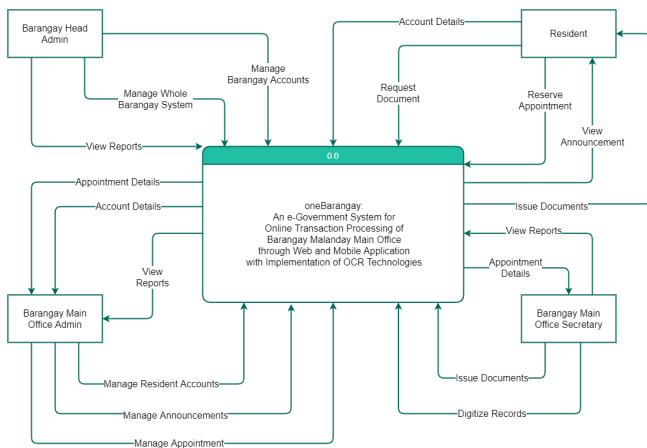 Barangay Head
Admin
Account Details
Resident
Manage
Barangay Accounts
Request
Document
Manage Whole
Barangay System
Reserve
Appointment
View
Announcement
View Reports
0.0
Appointment Details
Account Details
oneBarangay:
An e-Government System for
Online Transaction Processing of
Barangay Malanday Main Office
through Web and Mobile Application
with Implementation of OCR Technologies
Issue Documents
View Reports
View
Reports
Appointment
Details
Barangay Main
Office Admin
Barangay Main
Office Secretary
Manage Resident Accounts
Issue Documents
Manage Announcements
Digitize Records
Manage Appointment